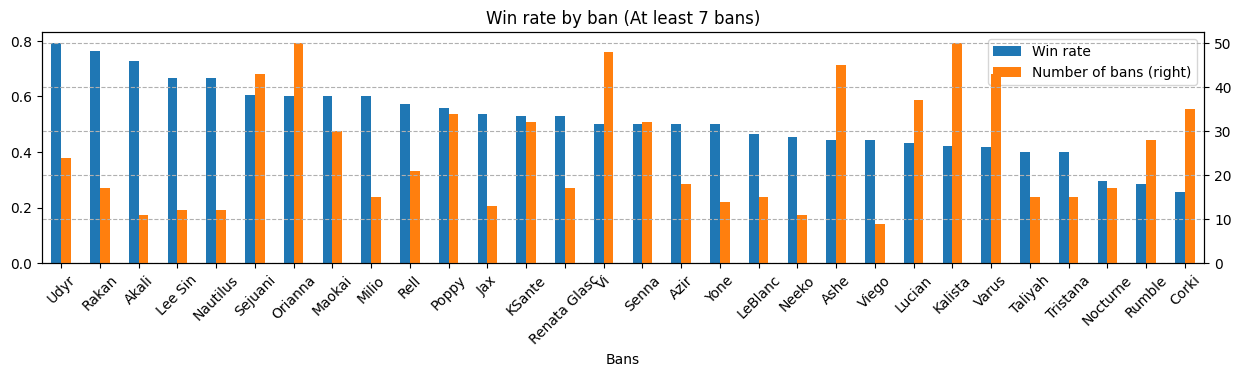 Win rate by ban (At least 7 bans)
Win rate
Number of bans (right)
0.8
0.6
0.4
0.2
0.0
50
40
30
20
10
0
Udyr
Rakan
Akali
Lee Sin
Nautilus
Sejuani
Orianna
Maokai
Milio
Rell
Poppy
Jax
KSante
Renata Glasc
Vi
Senna
Azir
Yone
LeBlanc
Neeko
Ashe
Viego
Lucian
Kalista
Varus
Taliyah
Tristana
Nocturne
Rumble
Corki
Bans